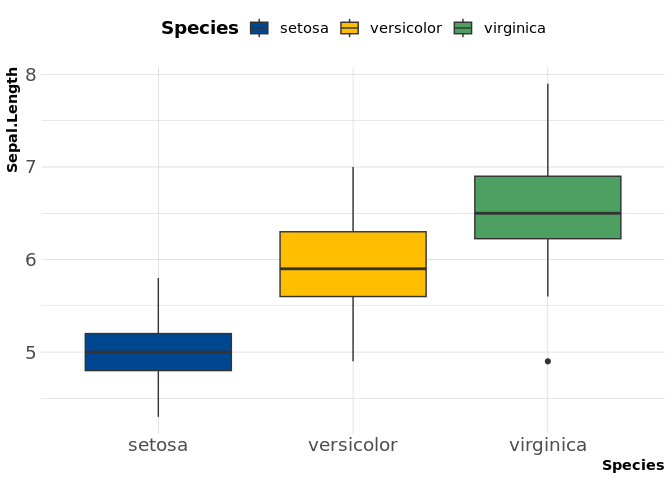 Species setosa versicolor virginica
Sepal.Length
8
7
6
5
setosa versicolor virginica
Species